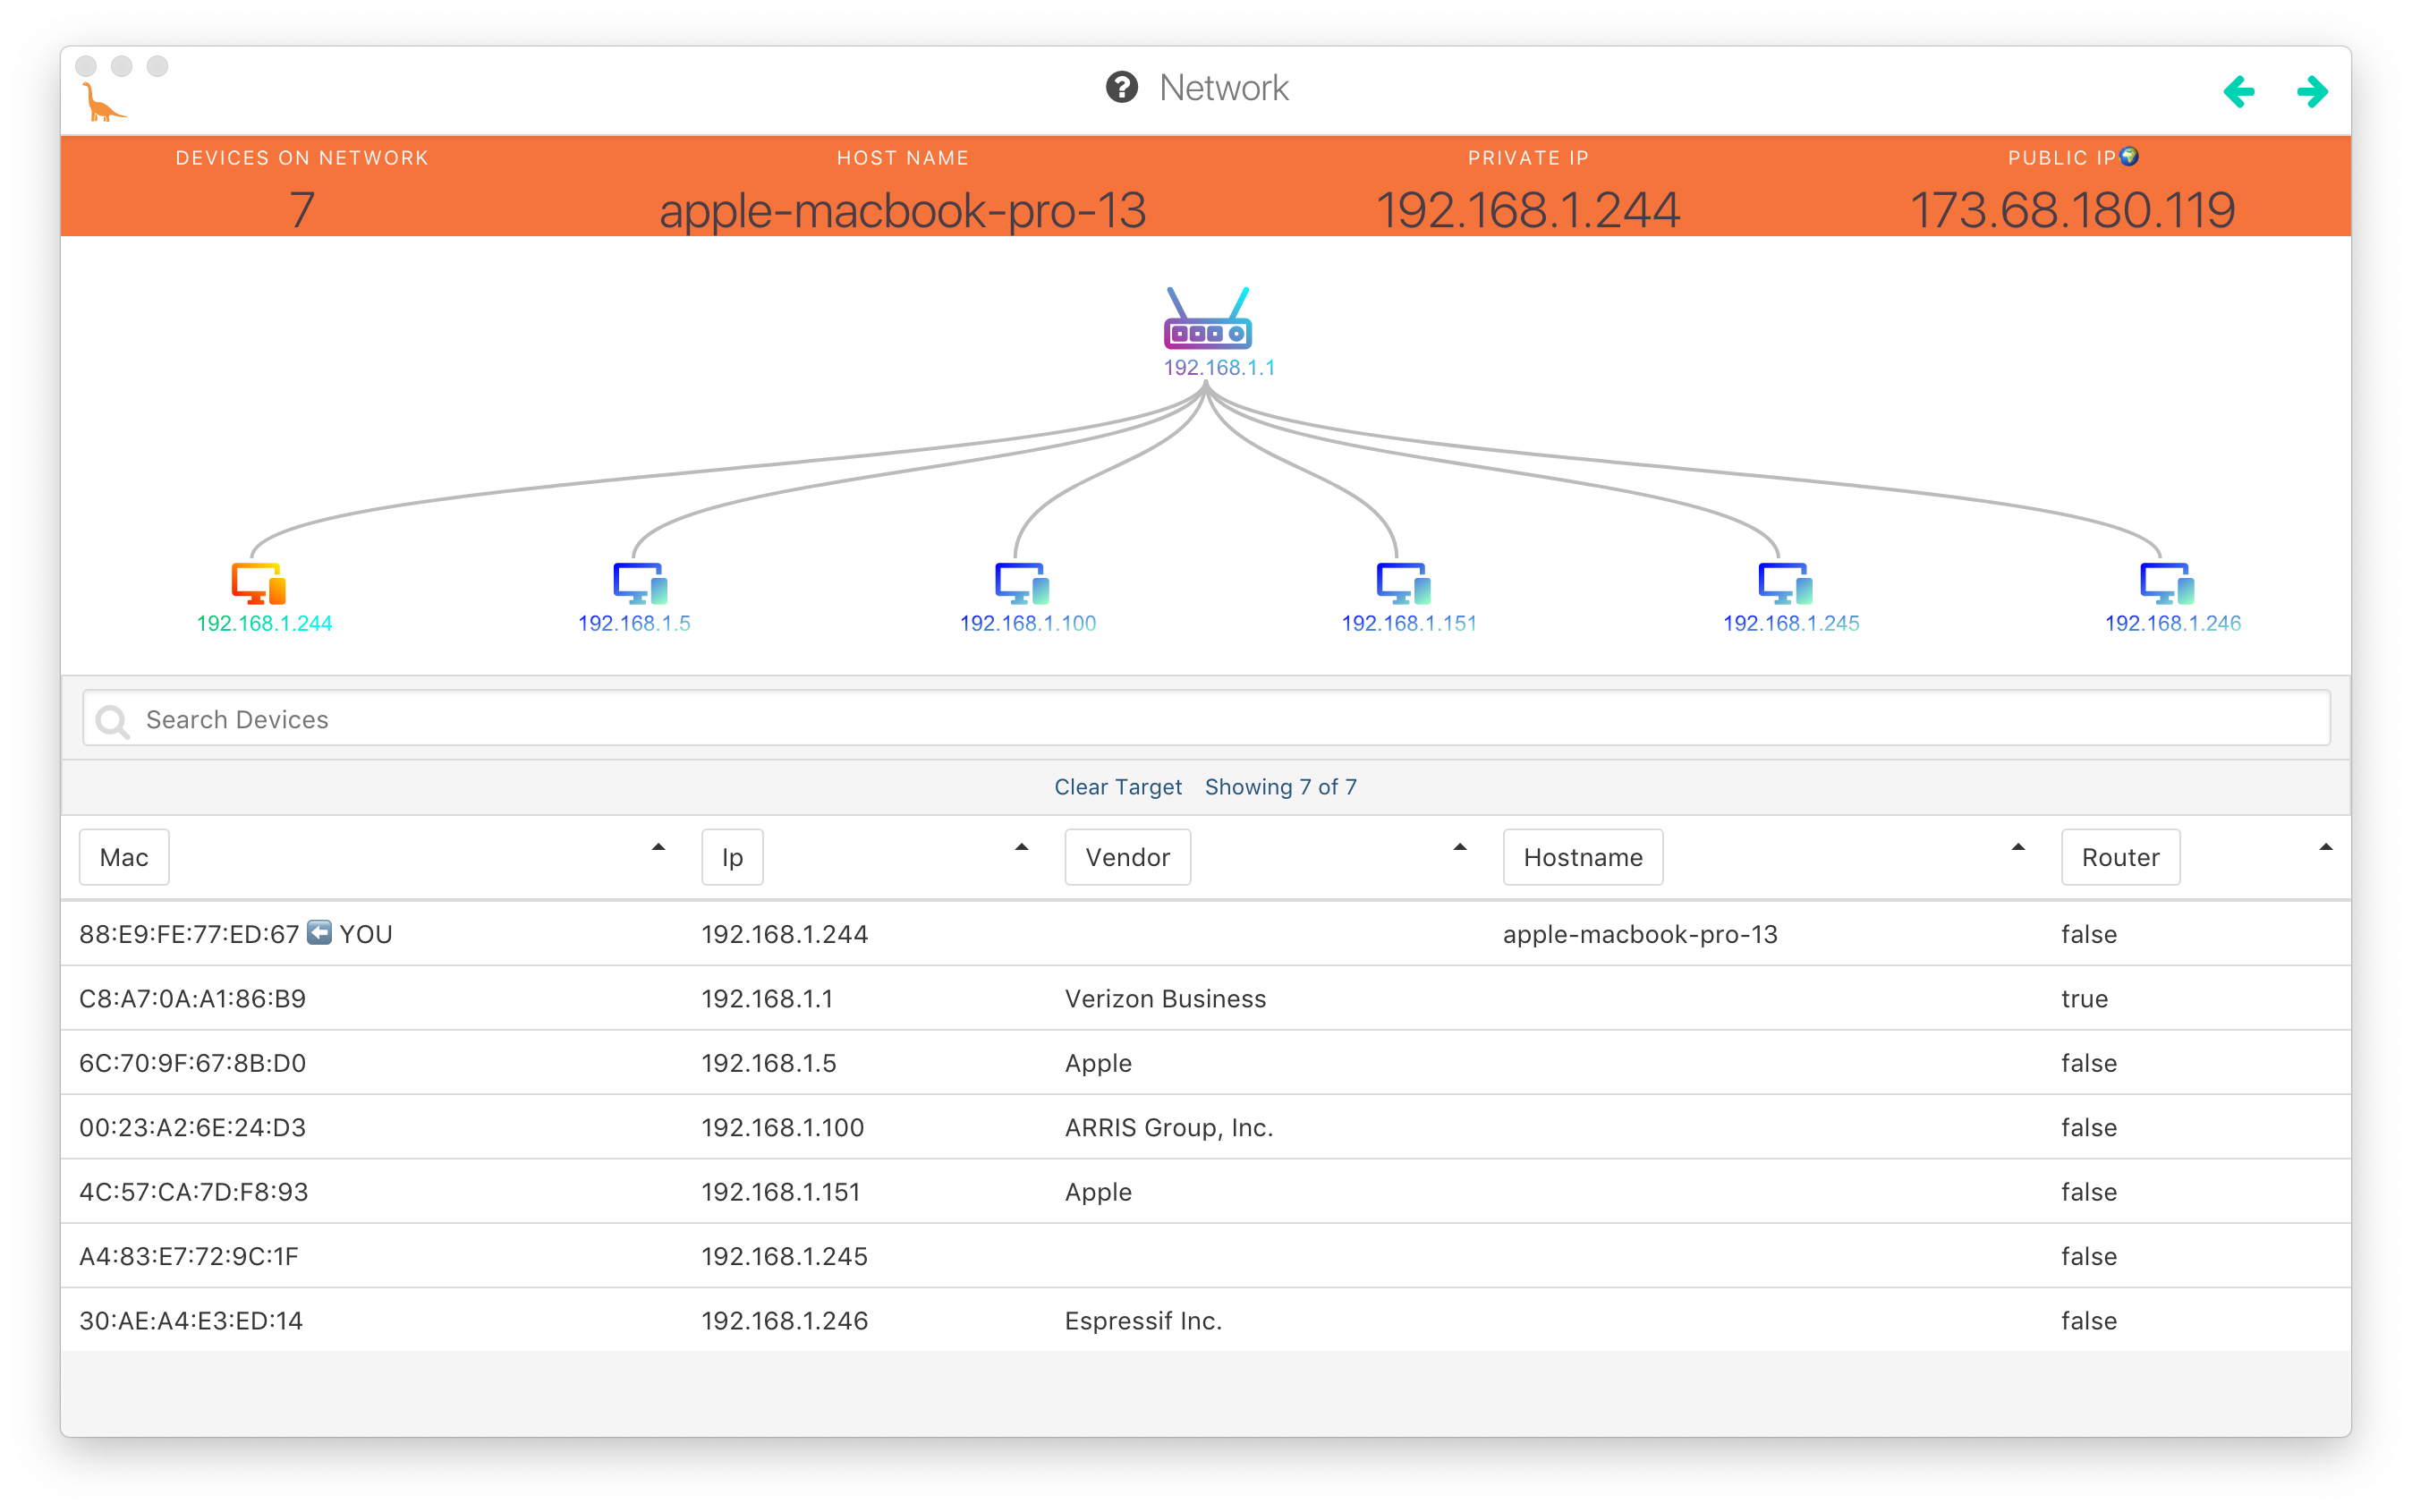 Network
DEVICES ON NETWORK HOST NAME PRIVATE IP PUBLIC IP
7 apple-macbook-pro-13 192.168.1.244 173.68.180.119
192.168.1.1
192.168.1.244 192.168.1.5 192.168.1.100 192.168.1.151 192.168.1.245 192.168.1.246
Search Devices
Clear Target Showing 7 of 7
Mac Ip Vendor Hostname Router
88:E9:FE:77:ED:67 ⬅️ YOU 192.168.1.244 apple-macbook-pro-13 false
C8:A7:0A:A1:86:B9 192.168.1.1 Verizon Business true
6C:70:9F:67:8B:D0 192.168.1.5 Apple false
00:23:A2:6E:24:D3 192.168.1.100 ARRIS Group, Inc. false
4C:57:CA:7D:F8:93 192.168.1.151 Apple false
A4:83:E7:72:9C:1F 192.168.1.245 false
30:AE:A4:E3:ED:14 192.168.1.246 Espressif Inc. false